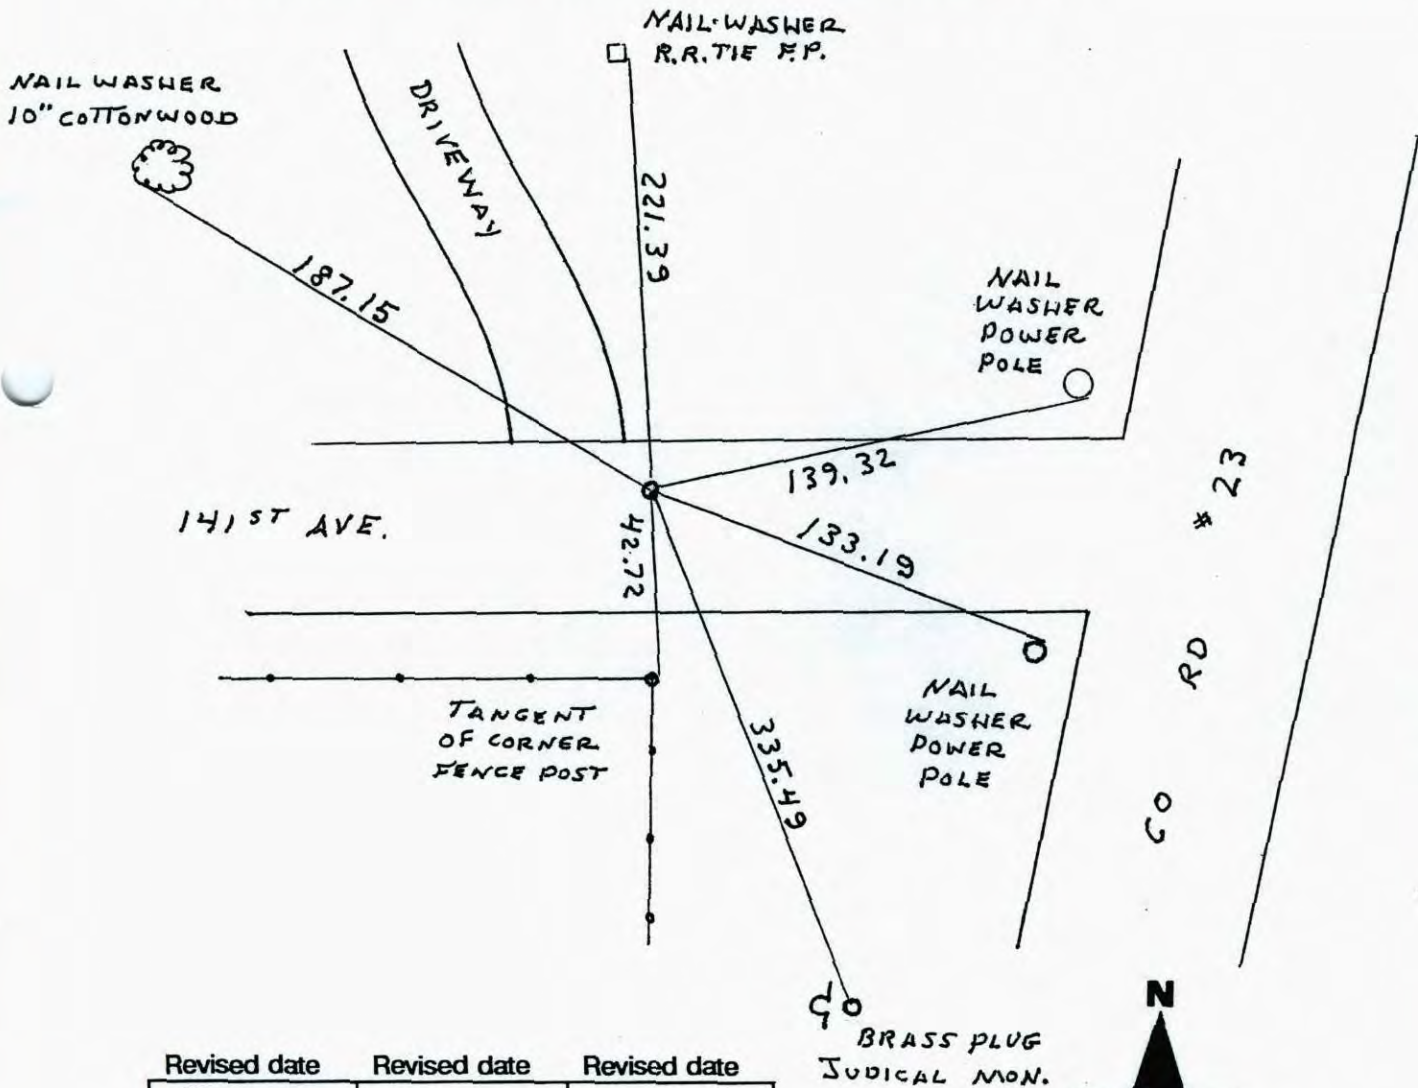 NAIL-WASHER
R.R. TIE F.P.
NAIL WASHER
10" COTTONWOOD
DRIVEWAY
221.39
187.15
NAIL
WASHER
POWER
POLE
139.32
# 23
141ST AVE.
42.72
133.19
RD
TANGENT
OF CORNER
FENCE POST
335.49
NAIL
WASHER
POWER
POLE
CO
N
BRASS PLUG
JUDICAL MON.
Revised date Revised date Revised date